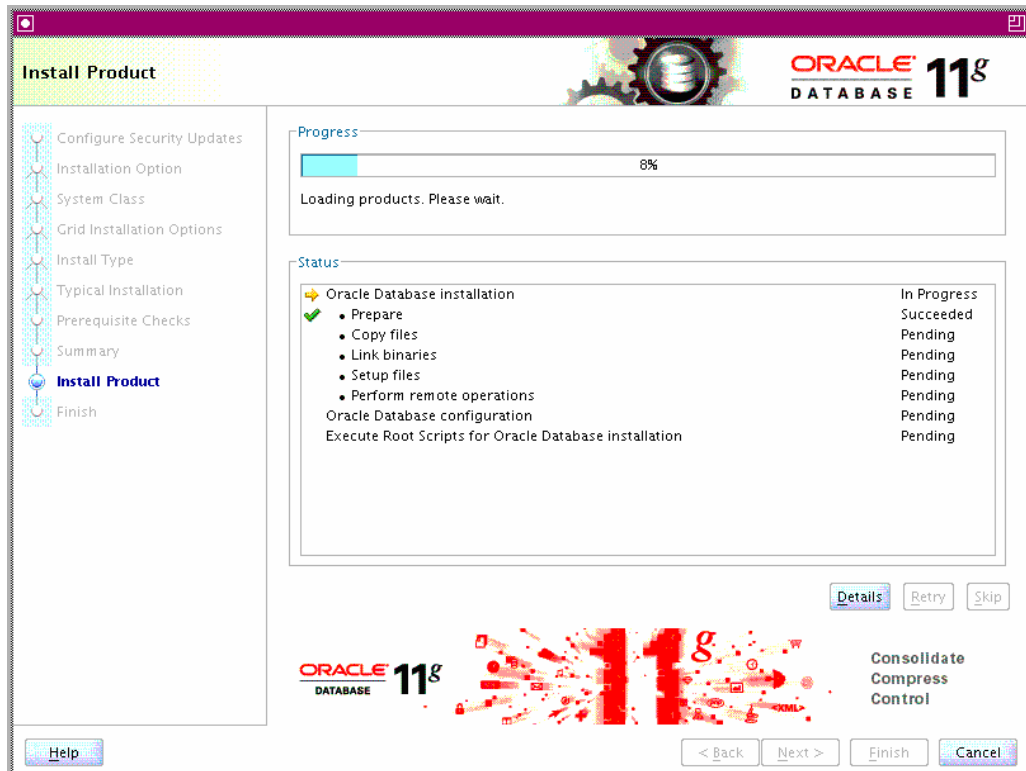 Install Product
ORACLE 11g
DATABASE
Configure Security Updates
Installation Option
System Class
Grid Installation Options
Install Type
Typical Installation
Prerequisite Checks
Summary
Install Product
Finish
Progress
8%
Loading products. Please wait.
Status
Oracle Database installation In Progress
• Prepare Succeeded
• Copy files Pending
• Link binaries Pending
• Setup files Pending
• Perform remote operations Pending
Oracle Database configuration Pending
Execute Root Scripts for Oracle Database installation Pending
Details Retry Skip
ORACLE 11g
DATABASE
11g
<XML>
Consolidate
Compress
Control
Help < Back Next > Finish Cancel